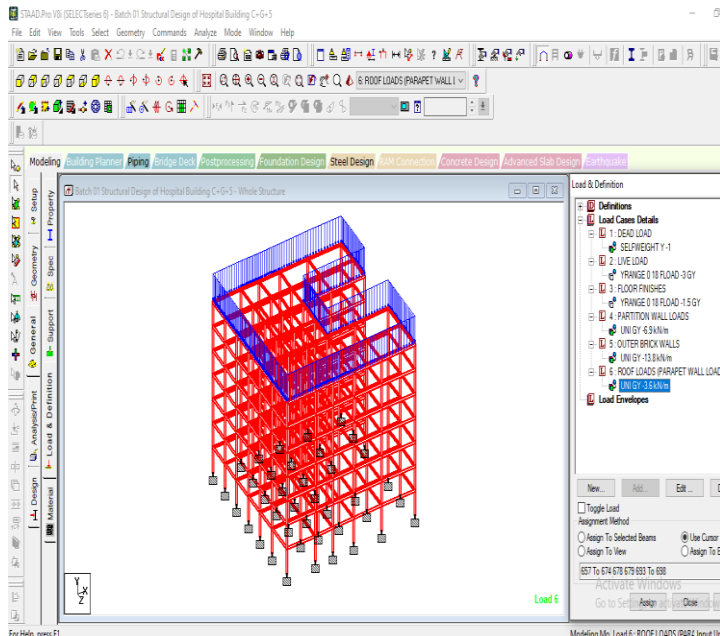 STAAD.Pro V8i (SELECTseries 6) - Batch 01 Structural Design of Hospital Building C+G+5
File Edit View Tools Select Geometry Commands Analyze Mode Window Help
6: ROOF LOADS (PARAPET WALL I
Modeling Building Planner Piping Bridge Deck Postprocessing Foundation Design Steel Design RAM Connection Concrete Design Advanced Slab Design Earthquake
Batch 01 Structural Design of Hospital Building C+G+5 - Whole Structure
Setup
Geometry
General
Analysis/Print
Design
Property
Spec
Support
Load & Definition
Material
Y
X
Z
Load 6
Load & Definition
Definitions
Load Cases Details
1 : DEAD LOAD
SELFWEIGHT Y -1
2 : LIVE LOAD
YRANGE 0 18 FLOAD -3 GY
3 : FLOOR FINISHES
YRANGE 0 18 FLOAD -1.5 GY
4 : PARTITION WALL LOADS
UNI GY -6.9 kN/m
5 : OUTER BRICK WALLS
UNI GY -13.8 kN/m
6 : ROOF LOADS (PARAPET WALL LOAD
UNI GY -3.6 kN/m
Load Envelopes
New... Add... Edit ... D
Toggle Load
Assignment Method
Assign To Selected Beams Use Cursor
Assign To View Assign To E
657 To 674 678 679 693 To 698
Activate Windows
Assign Close
For Help, press F1
Modeling Mo Load 6 : ROOF LOADS (PARA Input Un